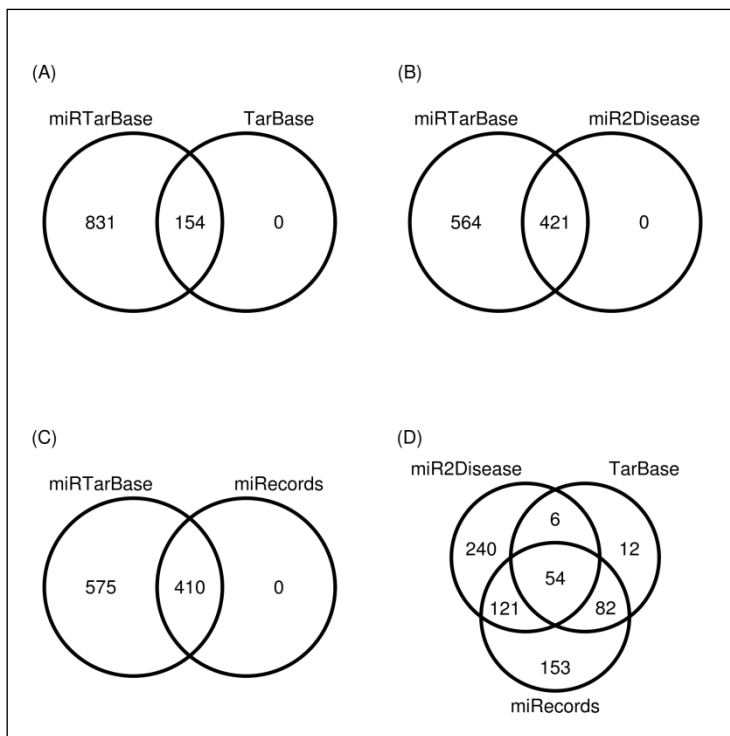 (A) (B)
miRTarBase TarBase miRTarBase miR2Disease
831 154 0 564 421 0
(C) (D)
miR2Disease TarBase
miRTarBase miRecords
6
240 12
575 410 0 54
121 82
153
miRecords